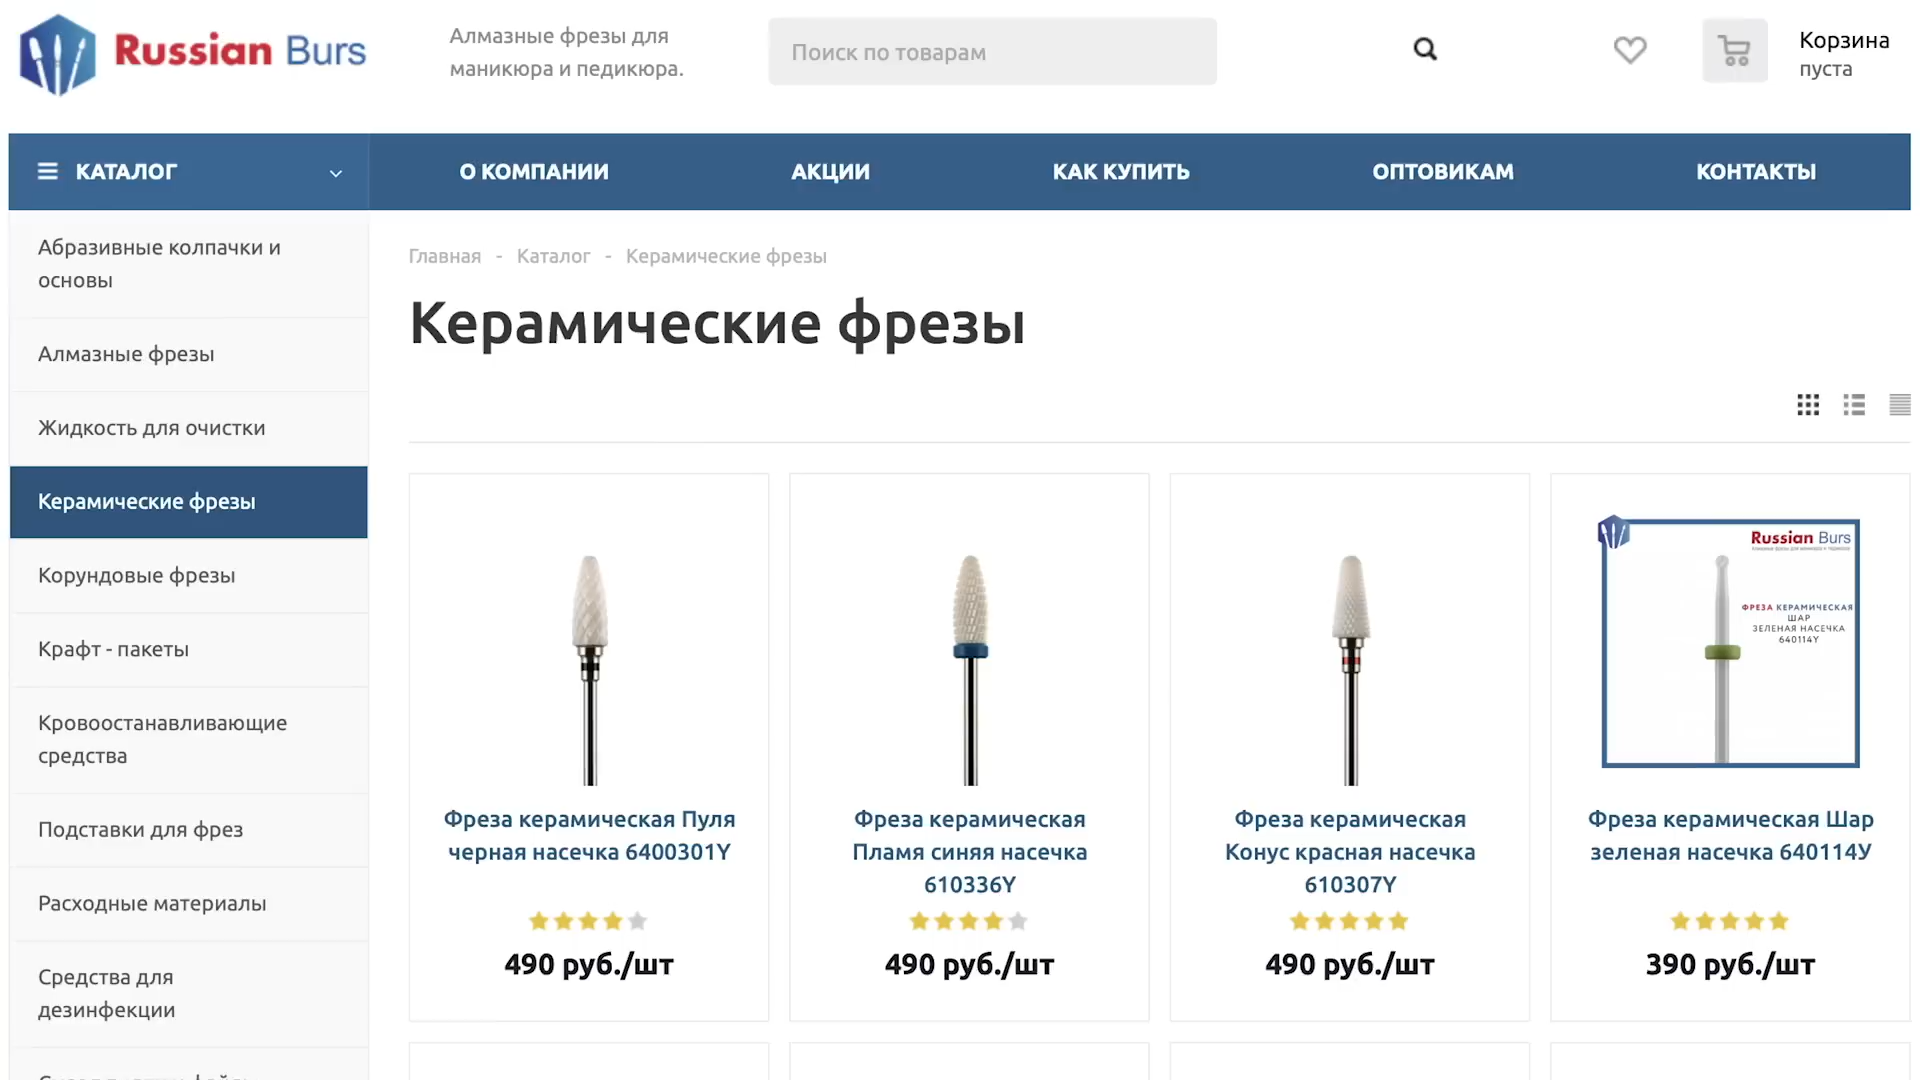 Russian Burs
Алмазные фрезы для
маникюра и педикюра.
Поиск по товарам
Корзина
пуста
КАТАЛОГ
О КОМПАНИИ
АКЦИИ
КАК КУПИТЬ
ОПТОВИКАМ
КОНТАКТЫ
Абразивные колпачки и
основы
Алмазные фрезы
Жидкость для очистки
Керамические фрезы
Корундовые фрезы
Крафт - пакеты
Кровоостанавливающие
средства
Подставки для фрез
Расходные материалы
Средства для
дезинфекции
Главная - Каталог - Керамические фрезы
Керамические фрезы
Фреза керамическая Пуля
черная насечка 6400301Y
490 руб./шт
Фреза керамическая
Пламя синяя насечка
610336Y
490 руб./шт
Фреза керамическая
Конус красная насечка
610307Y
490 руб./шт
Russian Burs
ФРЕЗА КЕРАМИЧЕСКАЯ
ШАР
ЗЕЛЕНАЯ НАСЕЧКА
640114Y
Фреза керамическая Шар
зеленая насечка 640114У
390 руб./шт